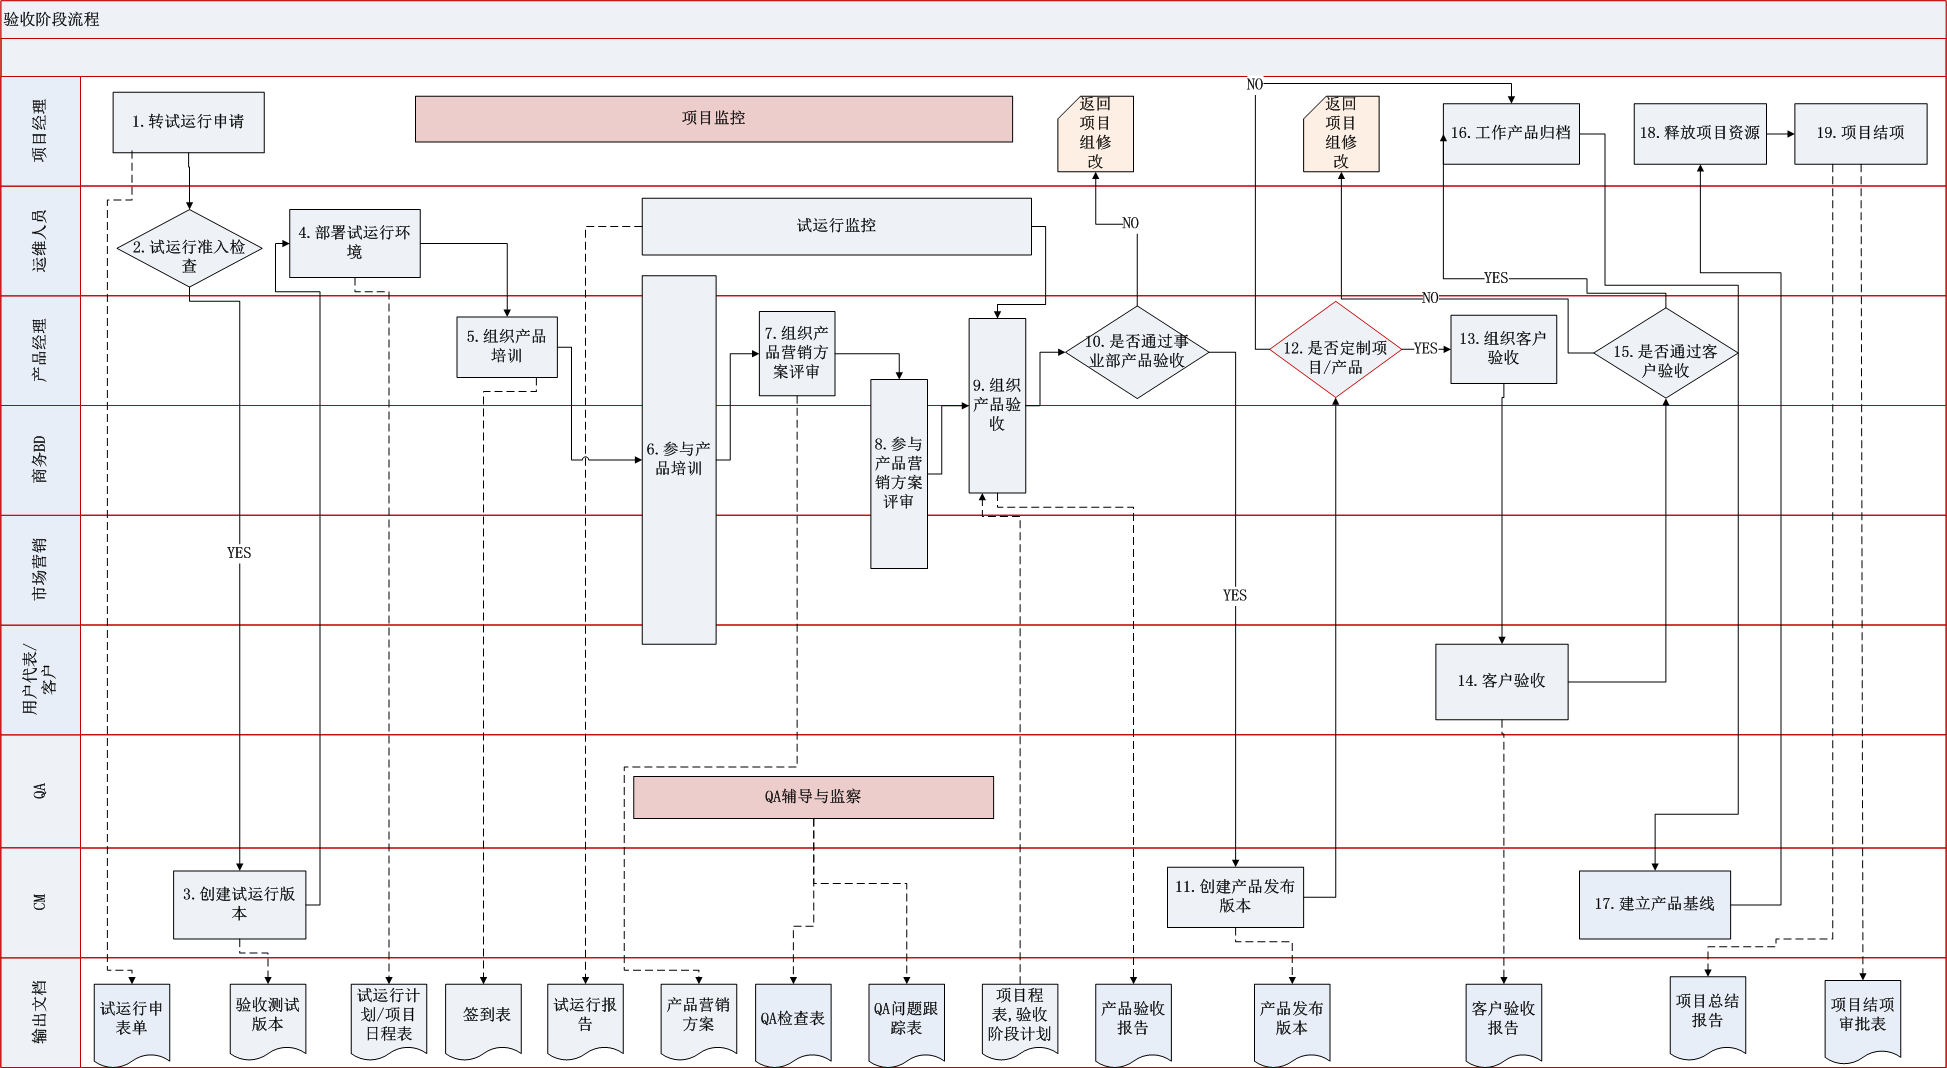 验收阶段流程
项目经理
1.转试运行申请
项目监控
返回
项目
组修
改
NO
返回
项目
组修
改
16.工作产品归档
18.释放项目资源
19.项目结项
运维人员
2.试运行准入检
查
4.部署试运行环
境
试运行监控
NO
YES
NO
产品经理
5.组织产品
培训
7.组织产
品营销方
案评审
9.组织
产品验
收
10.是否通过事
业部产品验收
12.是否定制项
目/产品
YES
13.组织客户
验收
15.是否通过客
户验收
商务BD
6.参与产
品培训
8.参与
产品营
销方案
评审
市场营销
YES
YES
用户代表/
客户
14.客户验收
QA
QA辅导与监察
CM
3.创建试运行版
本
11.创建产品发布
版本
17.建立产品基线
输出文档
试运行申
表单
验收测试
版本
试运行计
划/项目
日程表
签到表
试运行报
告
产品营销
方案
QA检查表
QA问题跟
踪表
项目程
表,验收
阶段计划
产品验收
报告
产品发布
版本
客户验收
报告
项目总结
报告
项目结项
审批表